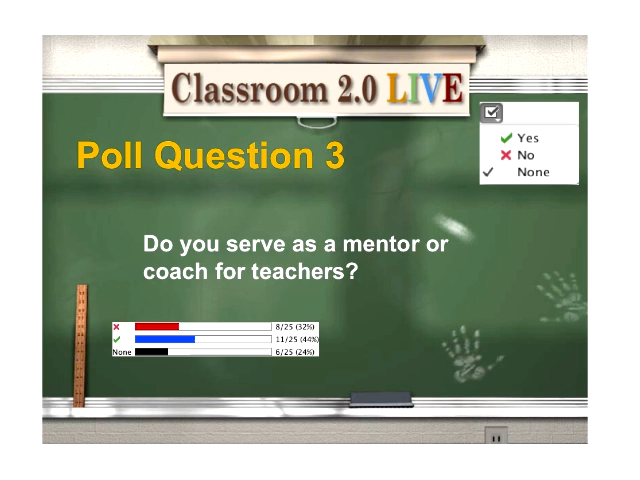 Classroom 2.0 LIVE
Yes
No
None
Poll Question 3
Do you serve as a mentor or
coach for teachers?
8/25 (32%)
11/25 (44%)
None 6/25 (24%)